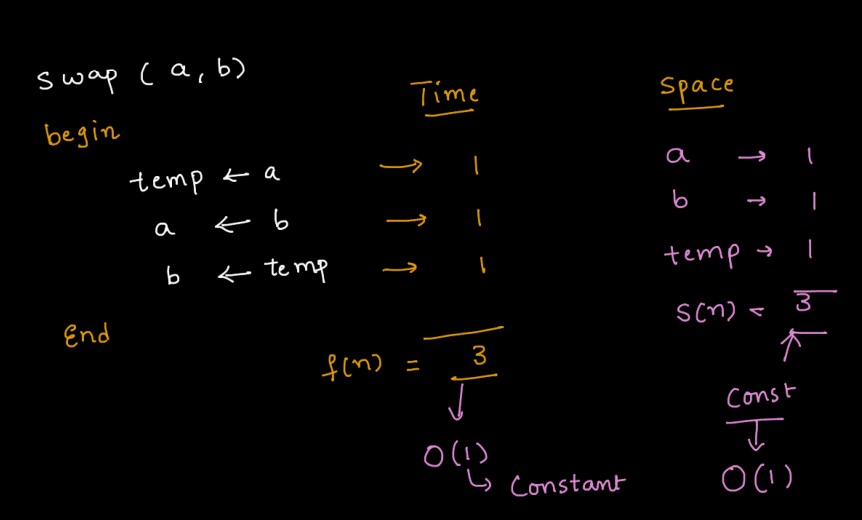 swap ( a, b)
Time
Space
begin
temp ← a → 1
a ← b → 1
b ← temp → 1
End
f(n) = 3
O(1)
↳ Constant
a → 1
b → 1
temp → 1
S(n) < 3
Const
O(1)